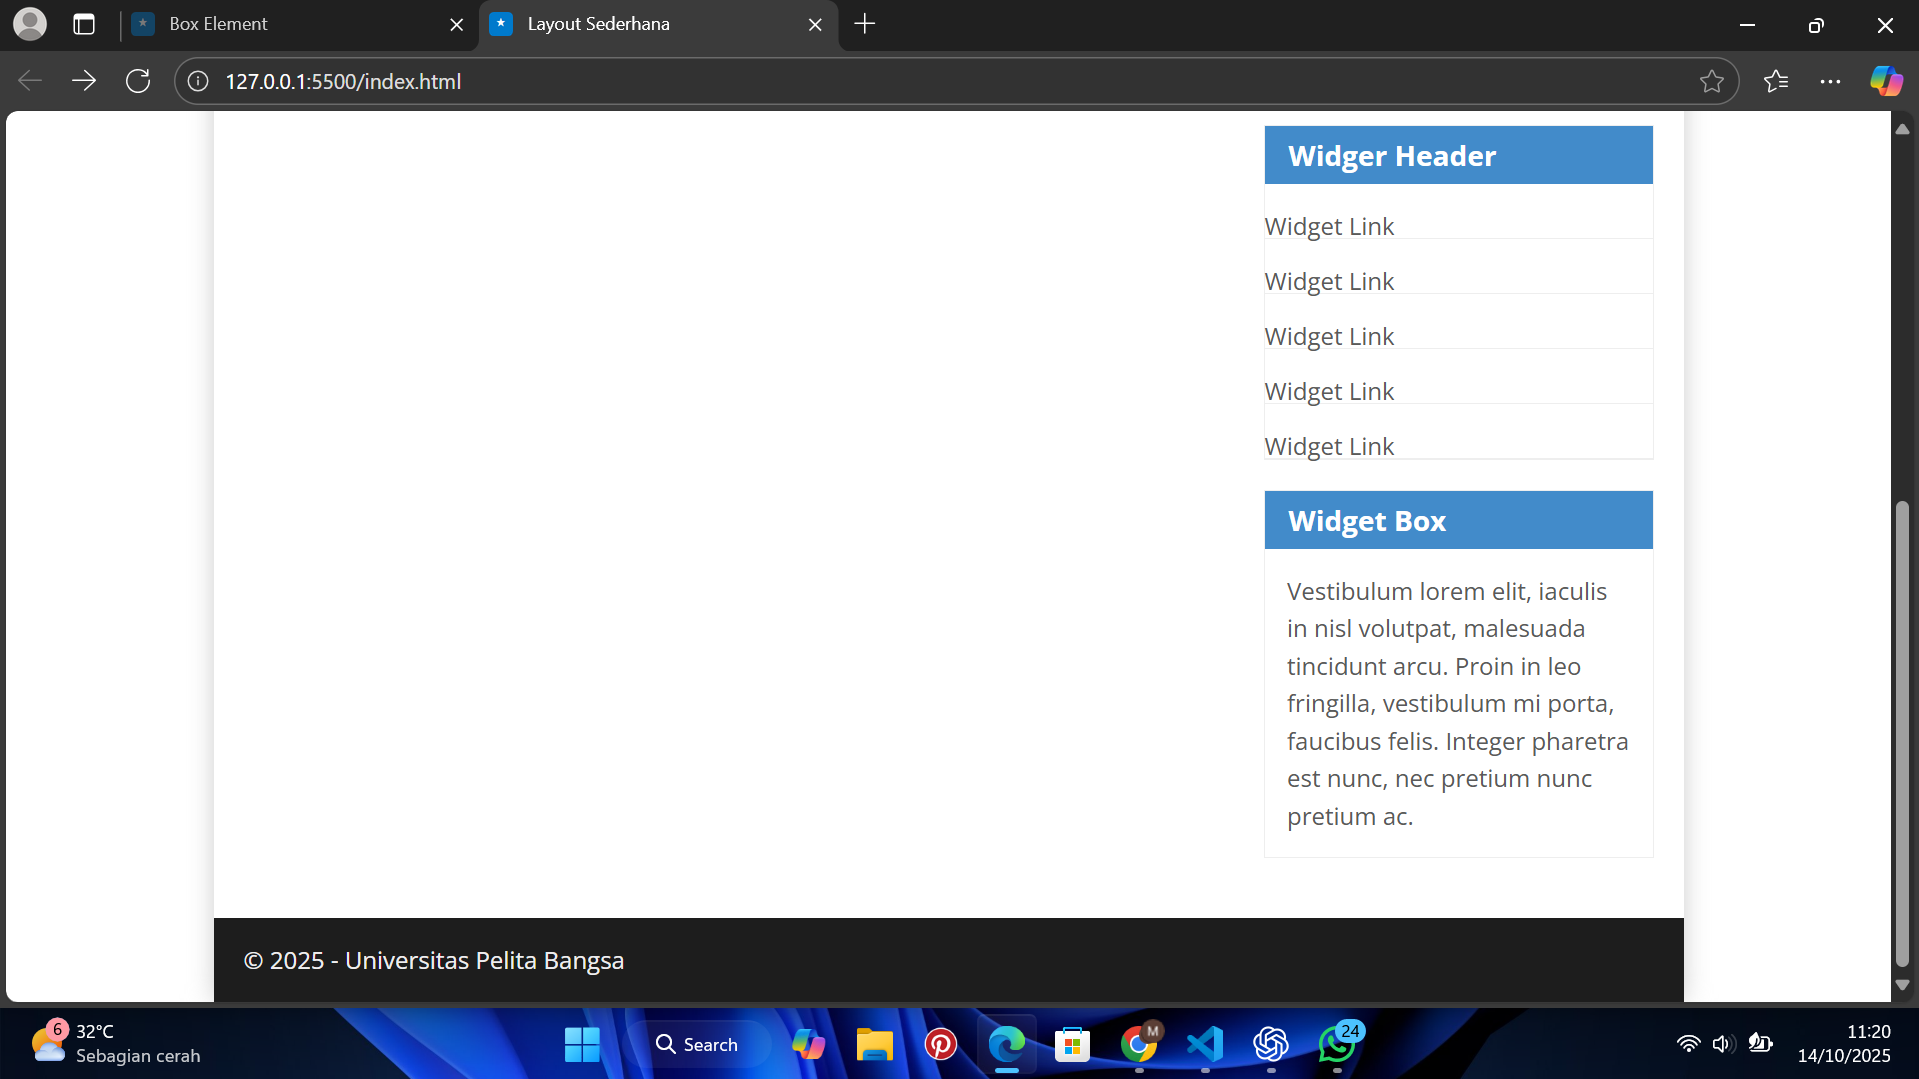 Box Element
Layout Sederhana
127.0.0.1:5500/index.html
Widger Header
Widget Link
Widget Link
Widget Link
Widget Link
Widget Link
Widget Box
Vestibulum lorem elit, iaculis
in nisl volutpat, malesuada
tincidunt arcu. Proin in leo
fringilla, vestibulum mi porta,
faucibus felis. Integer pharetra
est nunc, nec pretium nunc
pretium ac.
© 2025 - Universitas Pelita Bangsa
6
32°C
Sebagian cerah
Search
M
24
11:20
14/10/2025